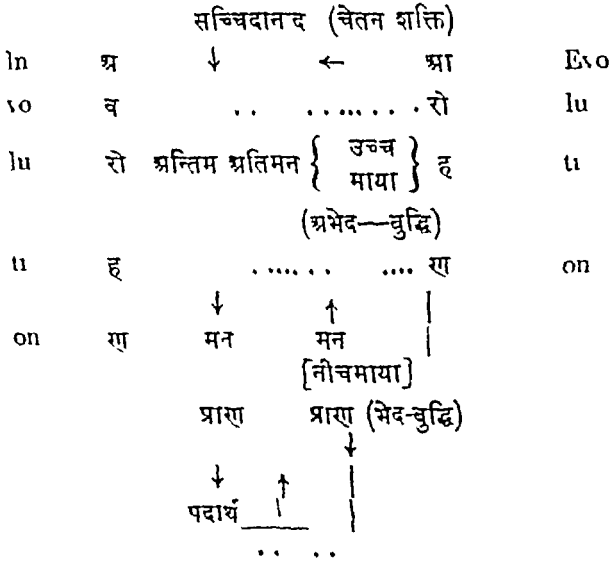 सच्चिदानद (चेतन शक्ति)
In अ ↓ ← आ Evo
vo व .. ...... . रो lu
lu रो अन्तिम अतिमन { उच्च माया } ह ti
(अभेद—बुद्धि)
ti ह ...... .... ण on
↓ ↑ |
on ण मन मन |
[नीचमाया]
प्राण प्राण (भेद-बुद्धि)
↓
↓ ↑ |
पदार्थ | |
.. ..